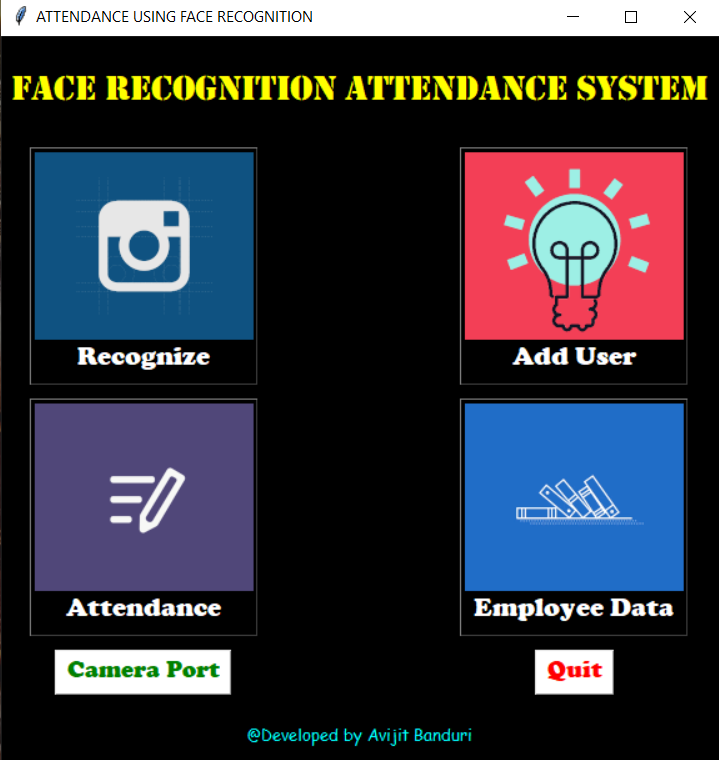 ATTENDANCE USING FACE RECOGNITION
FACE RECOGNITION ATTENDANCE SYSTEM
Recognize
Add User
Attendance
Employee Data
Camera Port
Quit
@Developed by Avijit Banduri